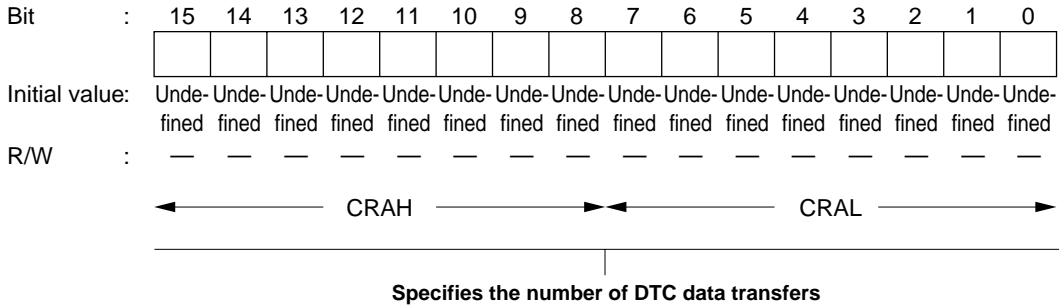 Bit : 15 14 13 12 11 10 9 8 7 6 5 4 3 2 1 0
Initial value: Unde- Unde- Unde- Unde- Unde- Unde- Unde- Unde- Unde- Unde- Unde- Unde- Unde- Unde- Unde- Unde-
fined fined fined fined fined fined fined fined fined fined fined fined fined fined fined fined
R/W : — — — — — — — — — — — — — — — —
CRAH CRAL
Specifies the number of DTC data transfers